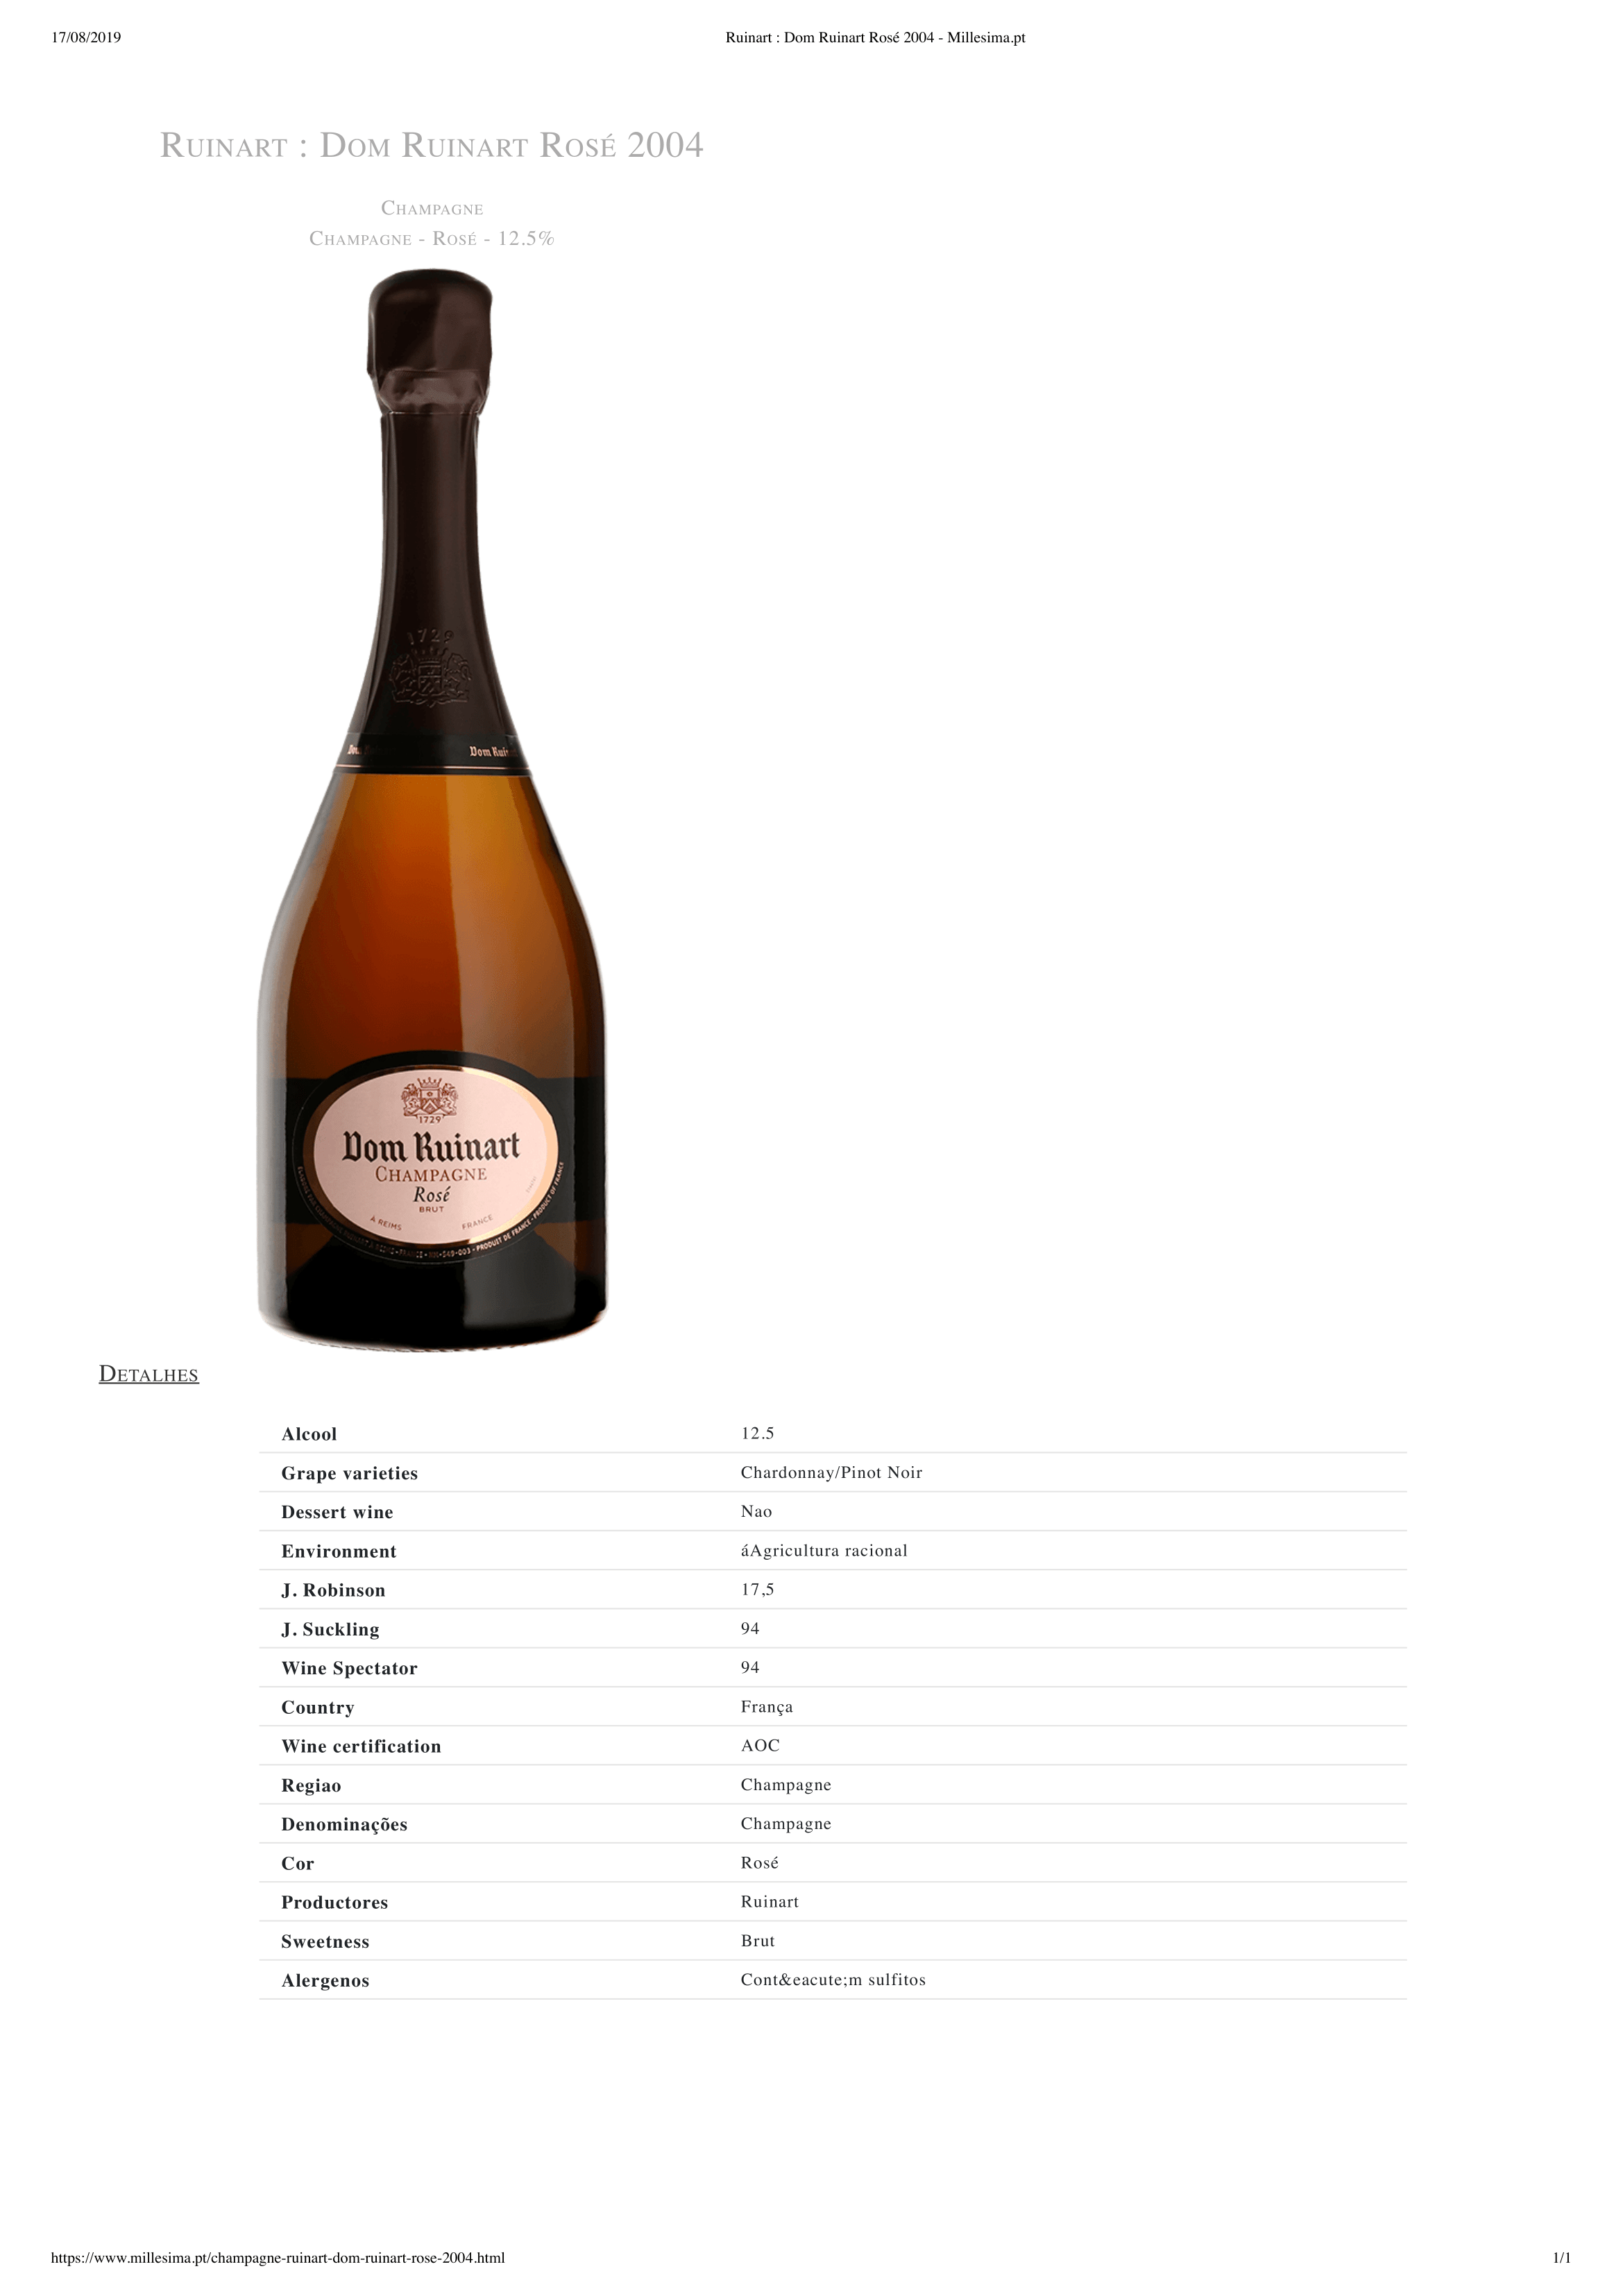 17/08/2019 Ruinart : Dom Ruinart Rosé 2004 - Millesima.pt
Ruinart : Dom Ruinart Rosé 2004
Champagne
Champagne - Rosé - 12.5%
1729
Dom Rui
1729
Dom Ruinart
Champagne
Rosé
BRUT
À REIMS FRANCE
PRODUIT DE FRANCE - PRODUCT OF FRANCE
Detalhes
Alcool 12.5
Grape varieties Chardonnay/Pinot Noir
Dessert wine Nao
Environment áAgricultura racional
J. Robinson 17,5
J. Suckling 94
Wine Spectator 94
Country França
Wine certification AOC
Regiao Champagne
Denominações Champagne
Cor Rosé
Productores Ruinart
Sweetness Brut
Alergenos Cont&eacute;m sulfitos
https://www.millesima.pt/champagne-ruinart-dom-ruinart-rose-2004.html 1/1